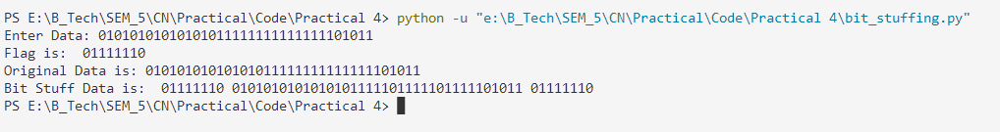 PS E:\B_Tech\SEM_5\CN\Practical\Code\Practical 4> python -u "e:\B_Tech\SEM_5\CN\Practical\Code\Practical 4\bit_stuffing.py"
Enter Data: 01010101010101011111111111111101011
Flag is:  01111110
Original Data is: 01010101010101011111111111111101011
Bit Stuff Data is:  01111110 0101010101010101111101111101111101011 01111110
PS E:\B_Tech\SEM_5\CN\Practical\Code\Practical 4>